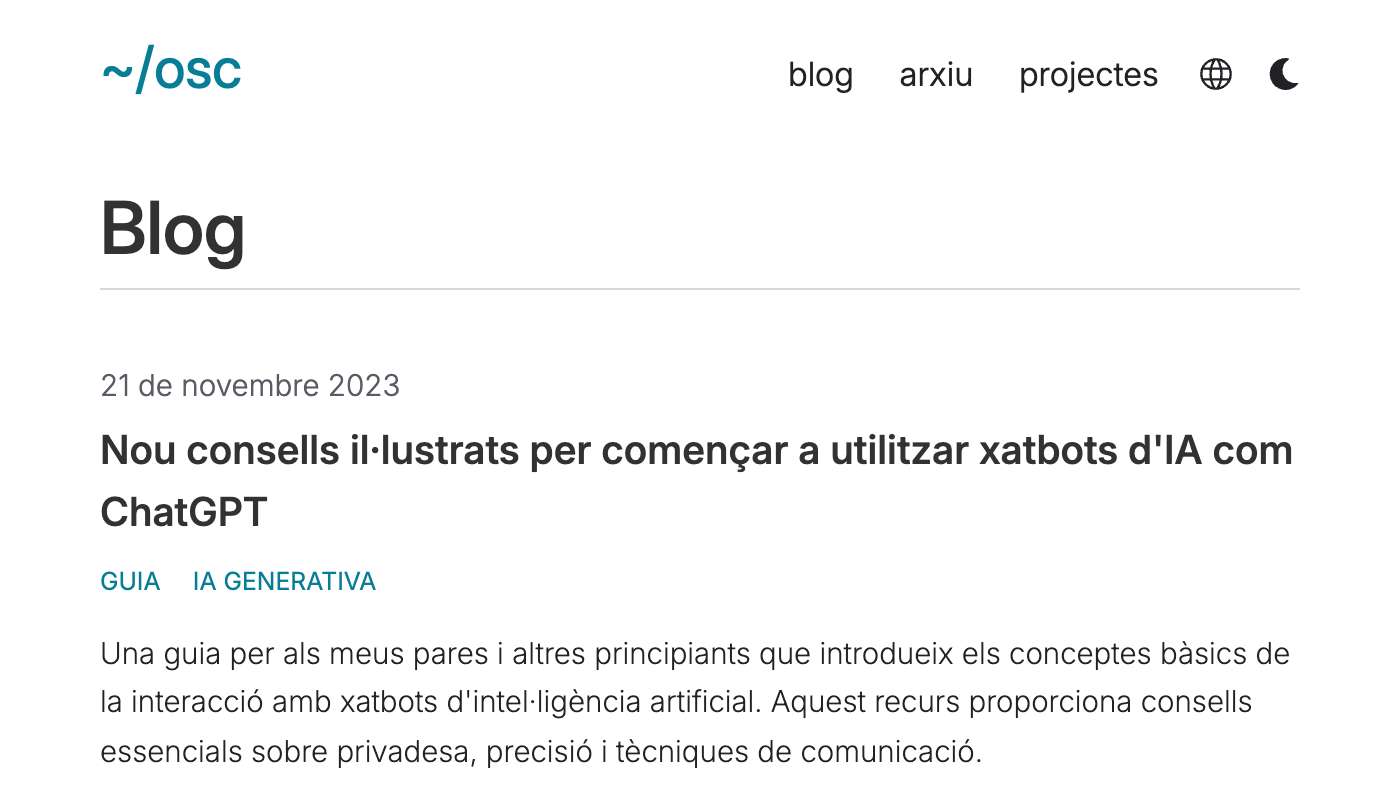 ~/osc
blog arxiu projectes
Blog
21 de novembre 2023
Nou consells il·lustrats per començar a utilitzar xatbots d'IA com
ChatGPT
GUIA IA GENERATIVA
Una guia per als meus pares i altres principiants que introdueix els conceptes bàsics de
la interacció amb xatbots d'intel·ligència artificial. Aquest recurs proporciona consells
essencials sobre privadesa, precisió i tècniques de comunicació.